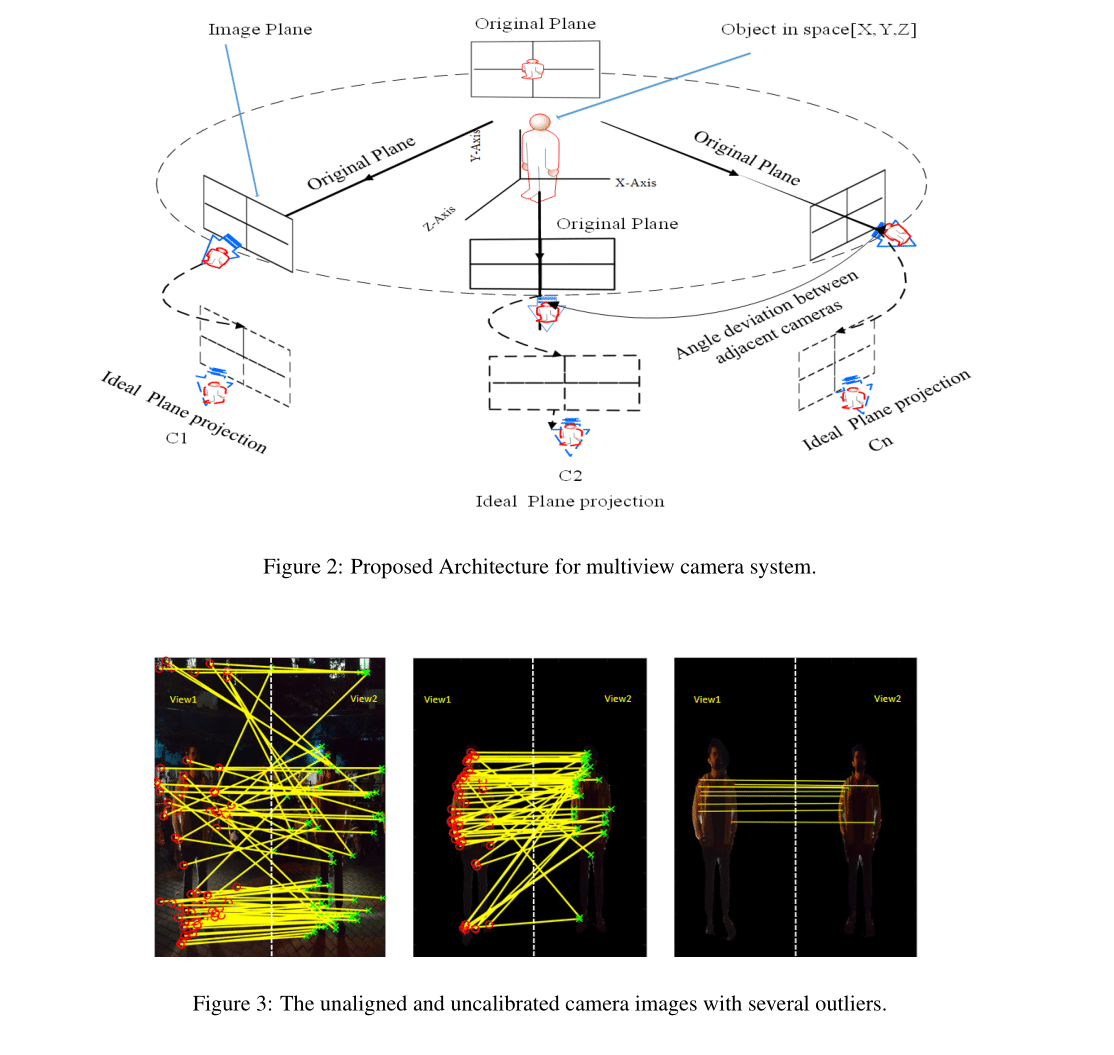 Image Plane
Original Plane
Object in space[X,Y,Z]
Original Plane
Y-Axis
Original Plane
X-Axis
Z-Axis
Original Plane
Angle deviation between
adjacent cameras
Ideal Plane projection
C1
Ideal Plane projection
Cn
C2
Ideal Plane projection
Figure 2: Proposed Architecture for multiview camera system.
View1
View2
View1
View2
View1
View2
Figure 3: The unaligned and uncalibrated camera images with several outliers.